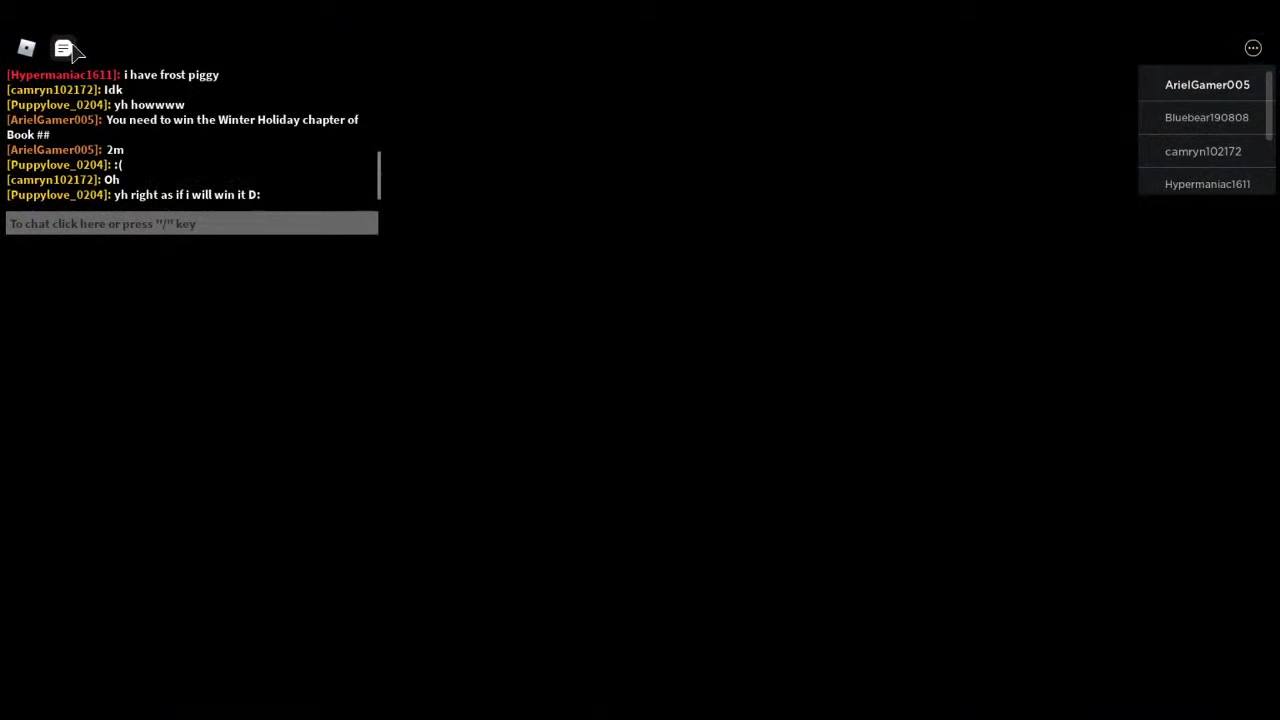 [Hypermaniac1611]: i have frost piggy
[camryn102172]: Idk
[Puppylove_0204]: yh howwww
[ArielGamer005]: You need to win the Winter Holiday chapter of
Book ##
[ArielGamer005]: 2m
[Puppylove_0204]: :(
[camryn102172]: Oh
[Puppylove_0204]: yh right as if i will win it D:
To chat click here or press "/" key
ArielGamer005
Bluebear190808
camryn102172
Hypermaniac1611